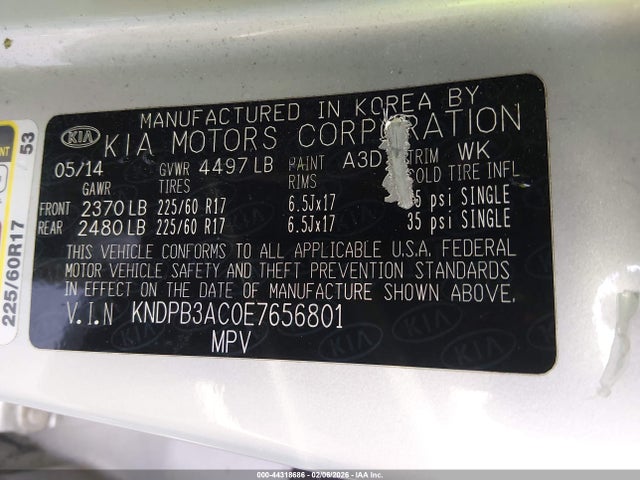 MANUFACTURED IN KOREA BY
KIA KIA MOTORS CORPORATION
05/14 GVWR 4497 LB PAINT A3D TRIM WK
GAWR TIRES RIMS COLD TIRE INFL
FRONT 2370 LB 225/60 R17 6.5Jx17 psi SINGLE
REAR 2480 LB 225/60 R17 6.5Jx17 35 psi SINGLE
THIS VEHICLE CONFORMS TO ALL APPLICABLE U.S.A. FEDERAL
MOTOR VEHICLE SAFETY AND THEFT PREVENTION STANDARDS
IN EFFECT ON THE DATE OF MANUFACTURE SHOWN ABOVE.
V.I.N KNDPB3AC0E7656801
MPV
53
225/60R17
000-44318686 - 02/06/2026 - IAA Inc.